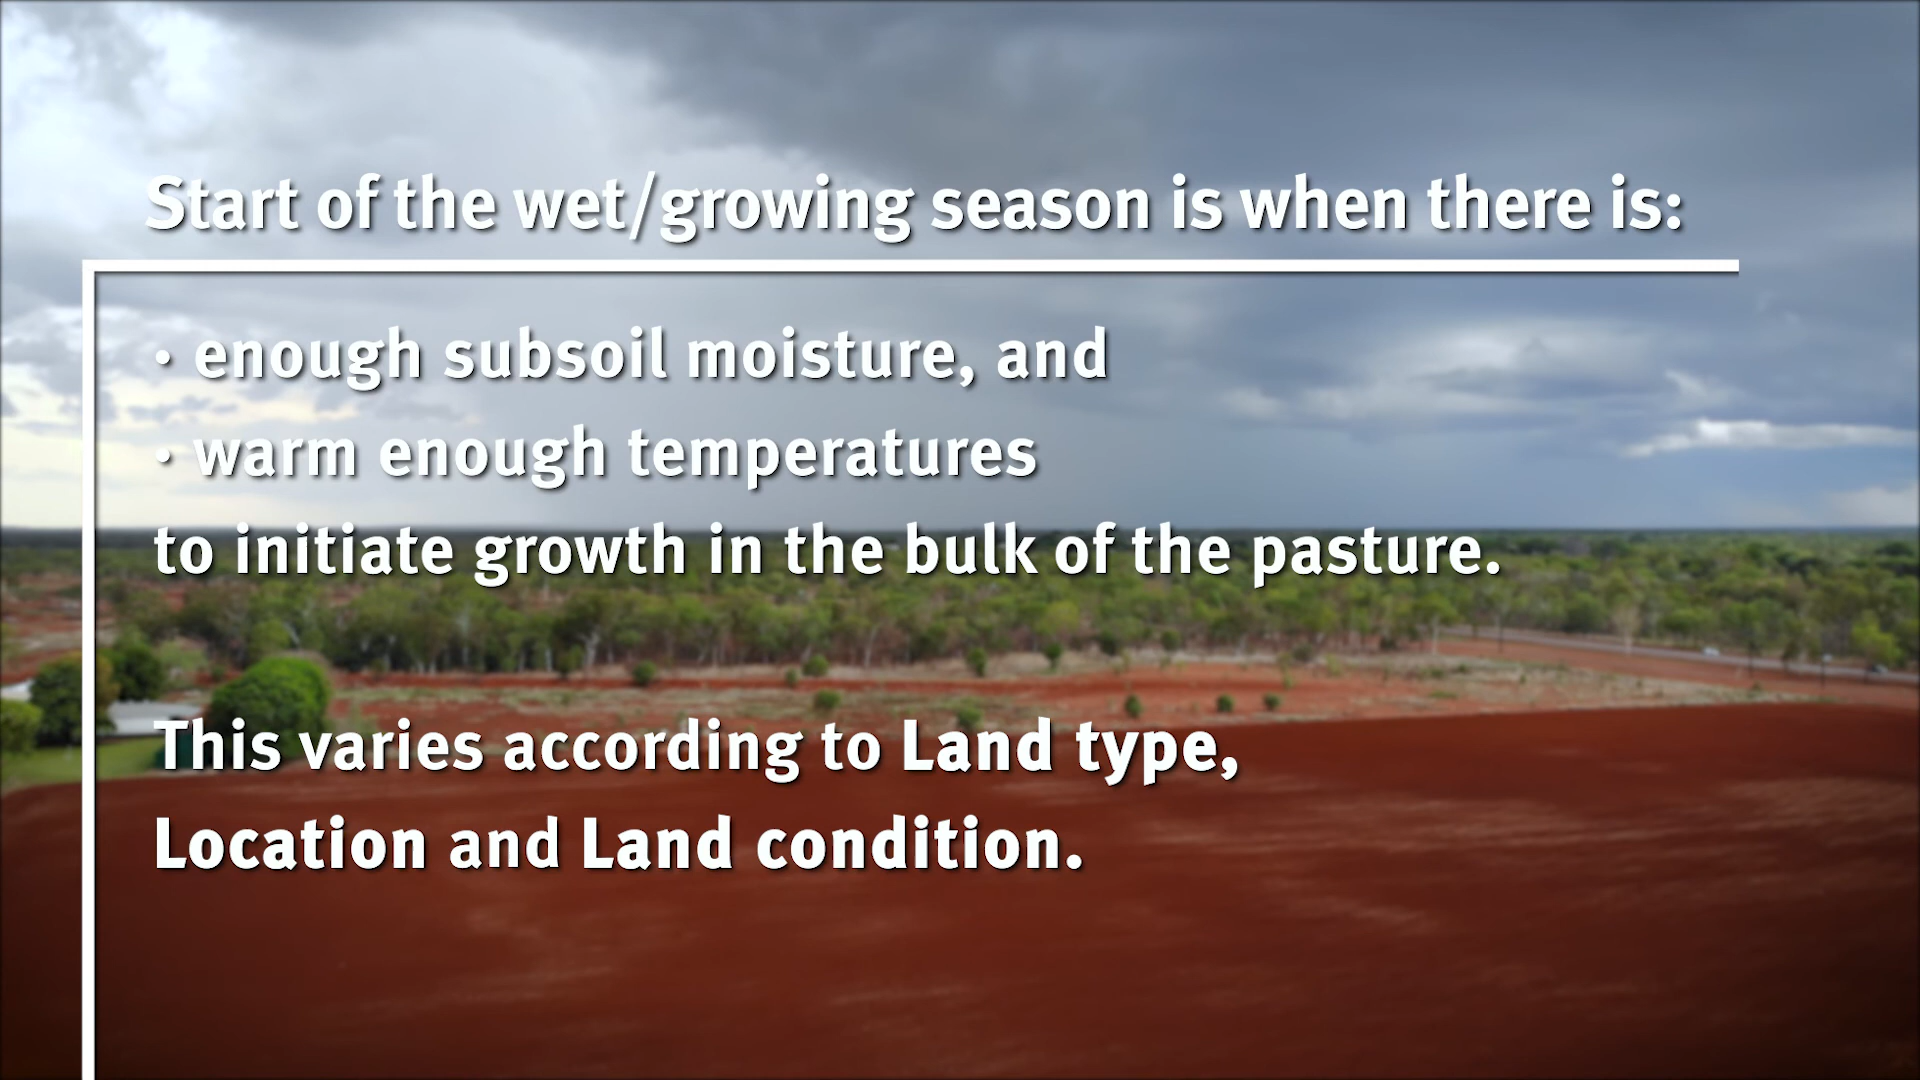 Start of the wet/growing season is when there is:
· enough subsoil moisture, and
· warm enough temperatures
to initiate growth in the bulk of the pasture.
This varies according to Land type,
Location and Land condition.